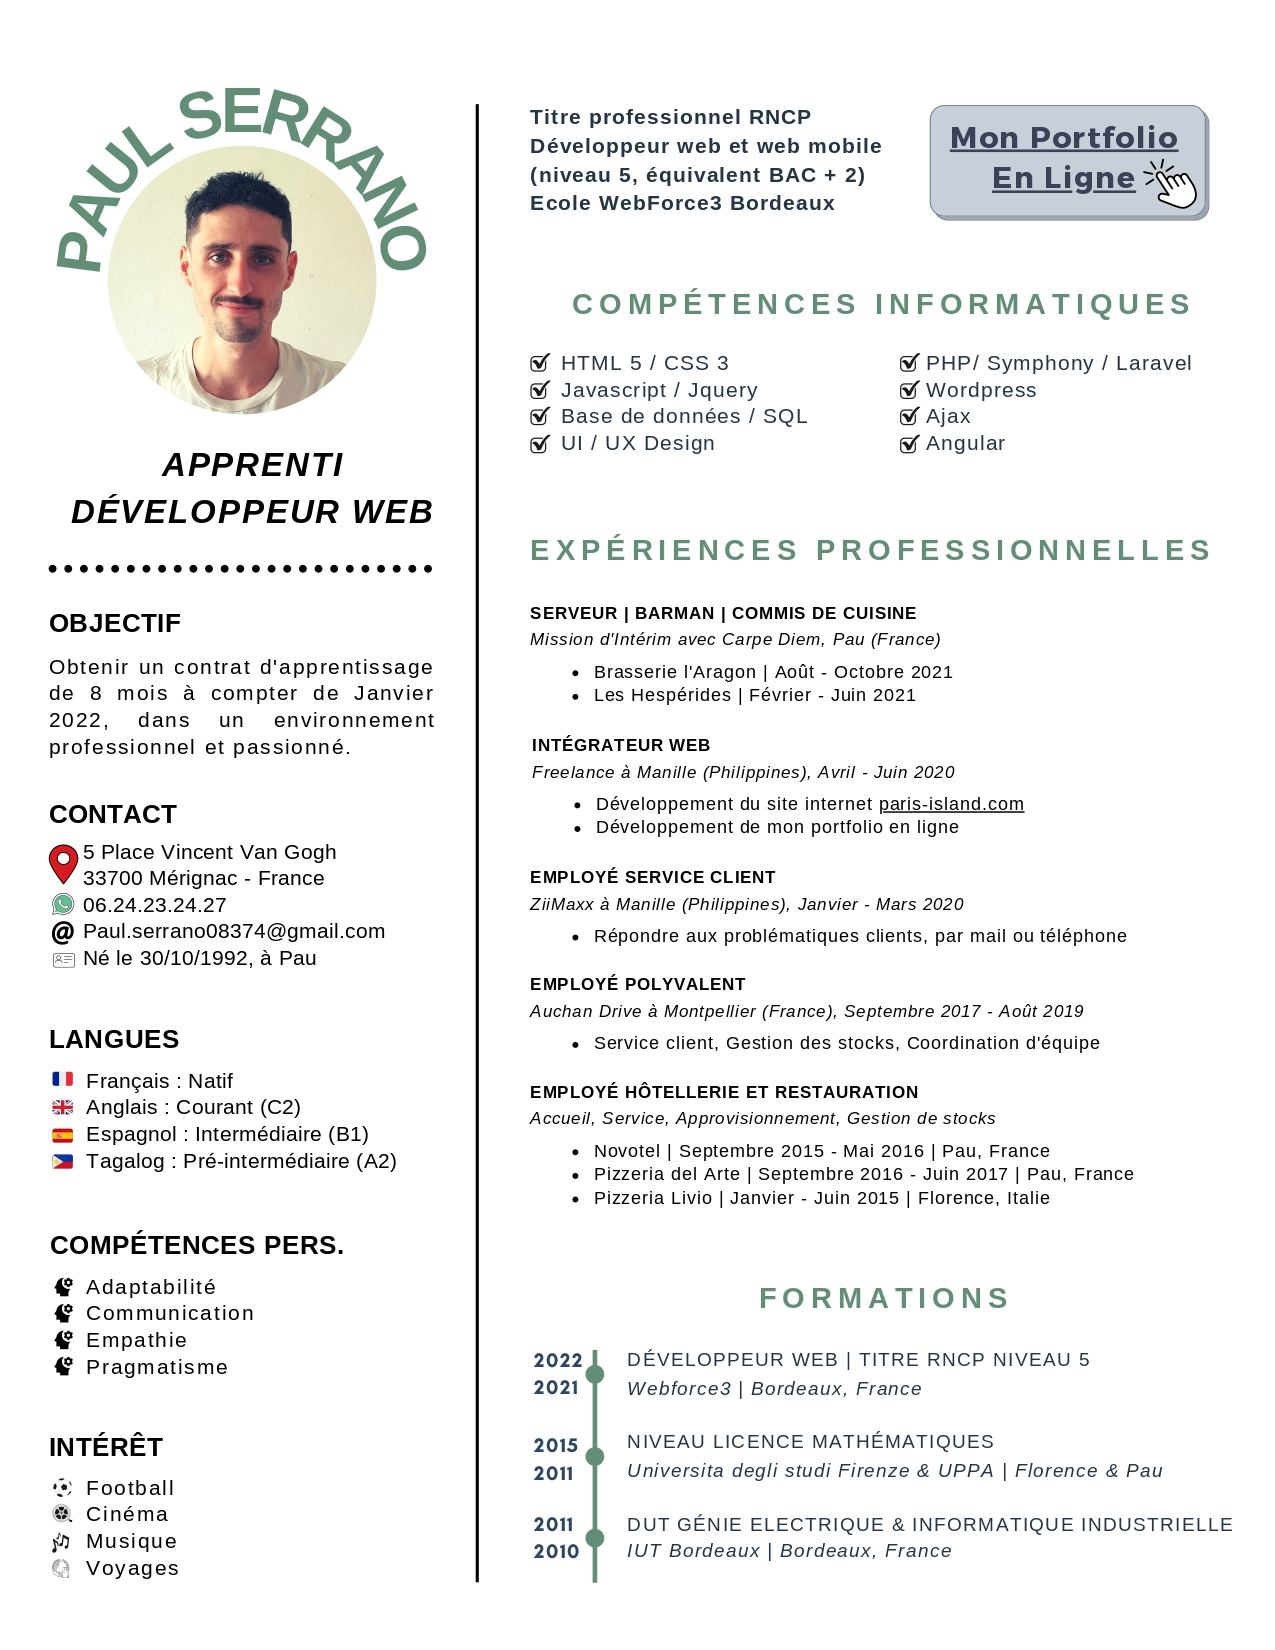 PAUL SERRANO
APPRENTI
DÉVELOPPEUR WEB
OBJECTIF
Obtenir un contrat d'apprentissage
de 8 mois à compter de Janvier
2022, dans un environnement
professionnel et passionné.
CONTACT
5 Place Vincent Van Gogh
33700 Mérignac - France
06.24.23.24.27
@ Paul.serrano08374@gmail.com
Né le 30/10/1992, à Pau
LANGUES
Français : Natif
Anglais : Courant (C2)
Espagnol : Intermédiaire (B1)
Tagalog : Pré-intermédiaire (A2)
COMPÉTENCES PERS.
Adaptabilité
Communication
Empathie
Pragmatisme
INTÉRÊT
Football
Cinéma
Musique
Voyages
Titre professionnel RNCP
Développeur web et web mobile
(niveau 5, équivalent BAC + 2)
Ecole WebForce3 Bordeaux
Mon Portfolio
En Ligne
COMPÉTENCES INFORMATIQUES
HTML 5 / CSS 3
Javascript / Jquery
Base de données / SQL
UI / UX Design
PHP/ Symphony / Laravel
Wordpress
Ajax
Angular
EXPÉRIENCES PROFESSIONNELLES
SERVEUR | BARMAN | COMMIS DE CUISINE
Mission d'Intérim avec Carpe Diem, Pau (France)
Brasserie l'Aragon | Août - Octobre 2021
Les Hespérides | Février - Juin 2021
INTÉGRATEUR WEB
Freelance à Manille (Philippines), Avril - Juin 2020
Développement du site internet paris-island.com
Développement de mon portfolio en ligne
EMPLOYÉ SERVICE CLIENT
ZiiMaxx à Manille (Philippines), Janvier - Mars 2020
Répondre aux problématiques clients, par mail ou téléphone
EMPLOYÉ POLYVALENT
Auchan Drive à Montpellier (France), Septembre 2017 - Août 2019
Service client, Gestion des stocks, Coordination d'équipe
EMPLOYÉ HÔTELLERIE ET RESTAURATION
Accueil, Service, Approvisionnement, Gestion de stocks
Novotel | Septembre 2015 - Mai 2016 | Pau, France
Pizzeria del Arte | Septembre 2016 - Juin 2017 | Pau, France
Pizzeria Livio | Janvier - Juin 2015 | Florence, Italie
FORMATIONS
2022 DÉVELOPPEUR WEB | TITRE RNCP NIVEAU 5
2021 Webforce3 | Bordeaux, France
2015 NIVEAU LICENCE MATHÉMATIQUES
2011 Universita degli studi Firenze & UPPA | Florence & Pau
2011 DUT GÉNIE ELECTRIQUE & INFORMATIQUE INDUSTRIELLE
2010 IUT Bordeaux | Bordeaux, France